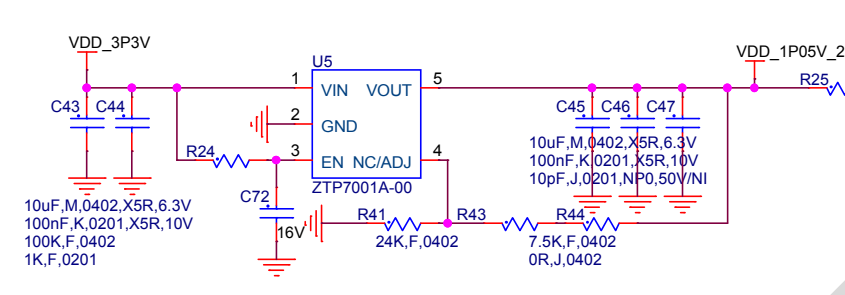 VDD_3P3V
VDD_1P05V_2
U5
1
5
VIN
VOUT
R25
C43
C44
C45
C46
C47
2
GND
10uF,M,0402,X5R,6.3V
100nF,K,0201,X5R,10V
10pF,J,0201,NP0,50V/NI
R24
3
4
EN
NC/ADJ
ZTP7001A-00
C72
10uF,M,0402,X5R,6.3V
100nF,K,0201,X5R,10V
100K,F,0402
1K,F,0201
16V
R41
R43
R44
24K,F,0402
7.5K,F,0402
0R,J,0402